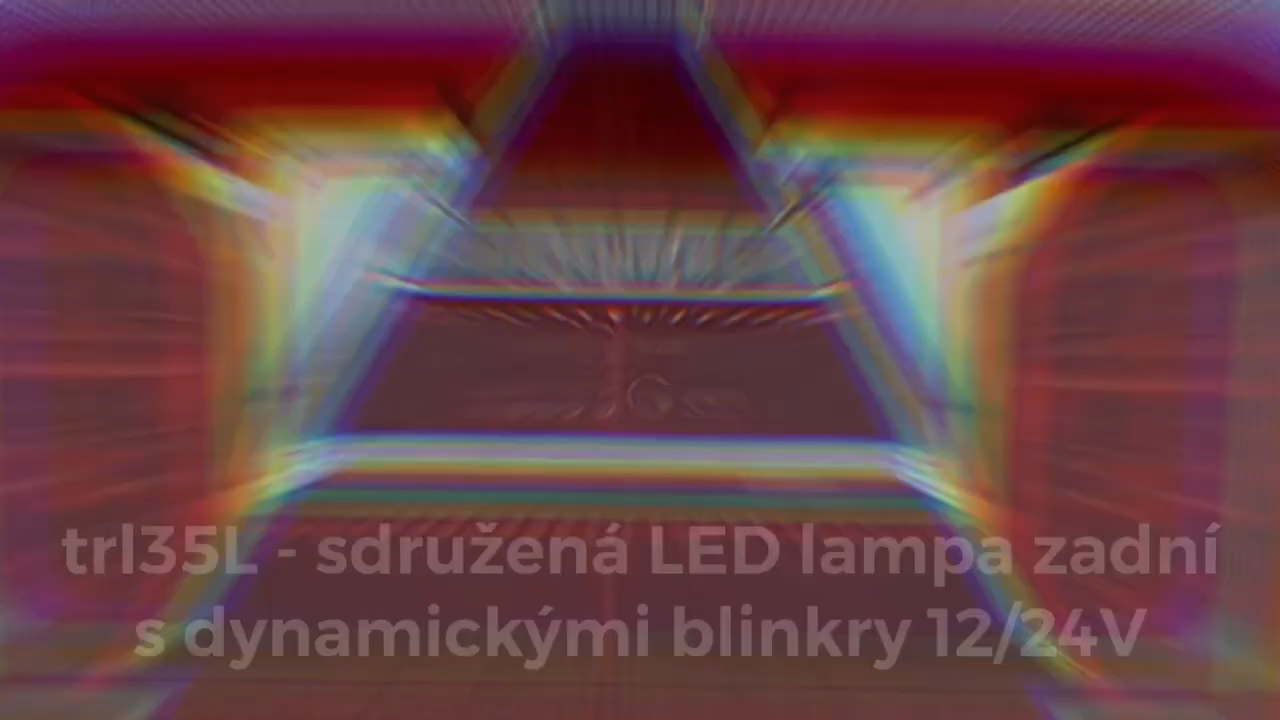 trl35L - sdružená LED lampa zadní
s dynamickými blinkry 12/24V